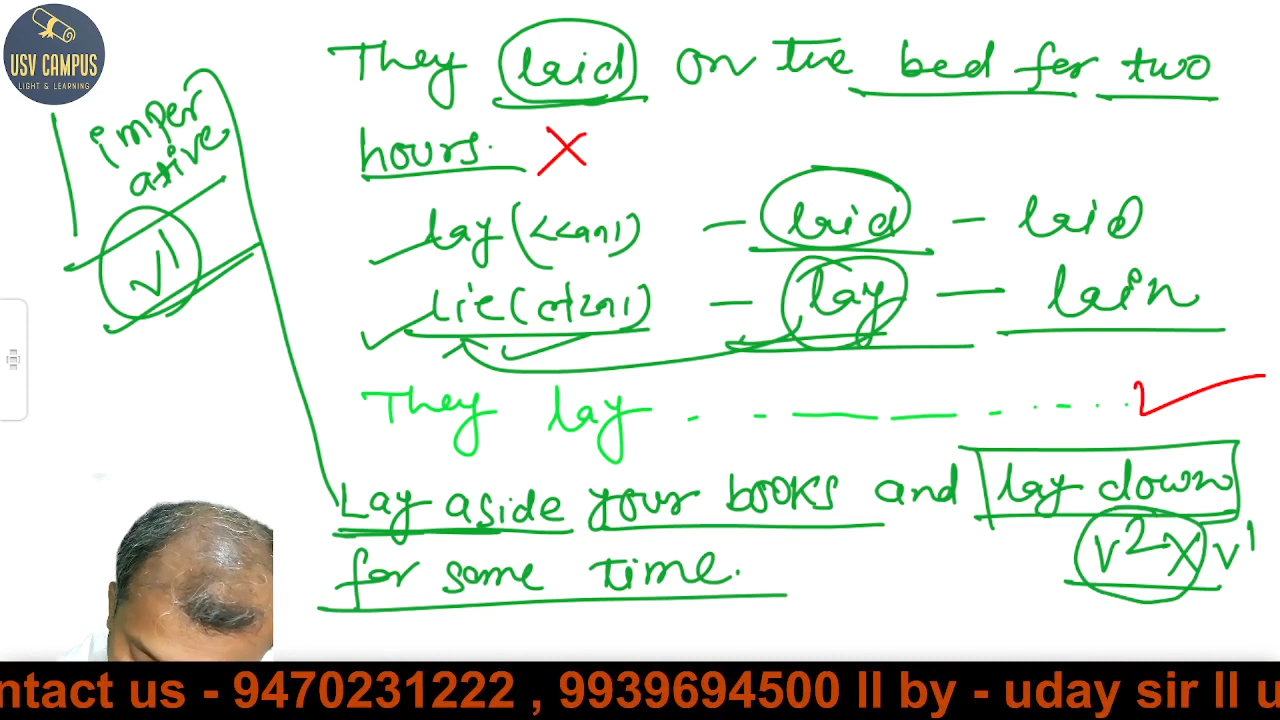 USV CAMPUS
LIGHT & LEARNING
They laid on the bed for two
hours. X
imper
ative
V1
lay (रखना) - laid - laid
lie - lay - lain
They lay . - — — - . - . . . . ✓
Lay aside your books and lay down
V2 X V1
for some time.
ntact us - 9470231222 , 9939694500 ll by - uday sir ll u